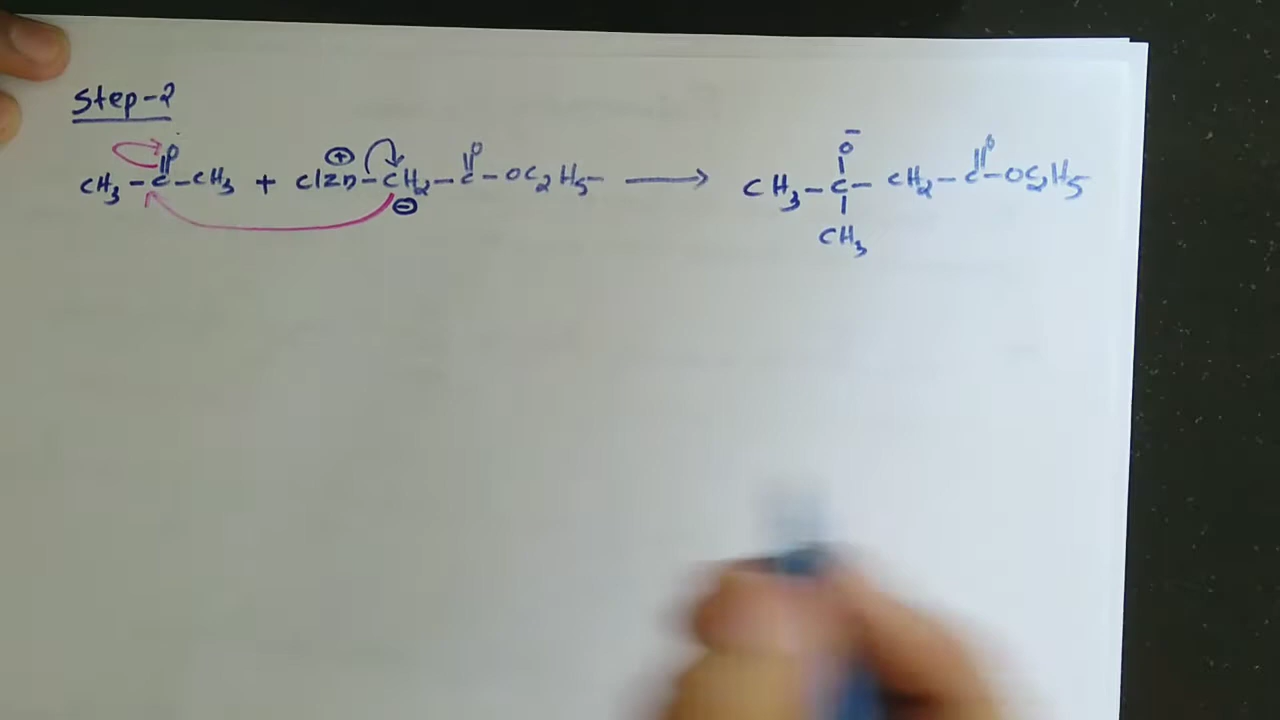 Step-2
O O O- O
CH3-C-CH3 + ClZn-CH2-C-OC2H5 ⟶ CH3-C-CH2-C-OC2H5
⊕ ⊖
CH3